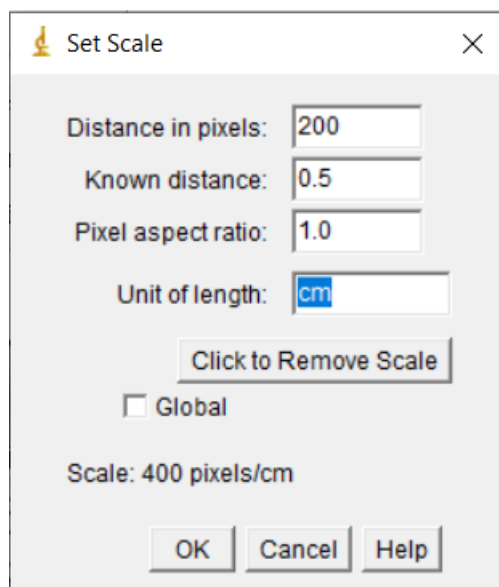 Set Scale
Distance in pixels: 200
Known distance: 0.5
Pixel aspect ratio: 1.0
Unit of length: cm
Click to Remove Scale
Global
Scale: 400 pixels/cm
OK Cancel Help